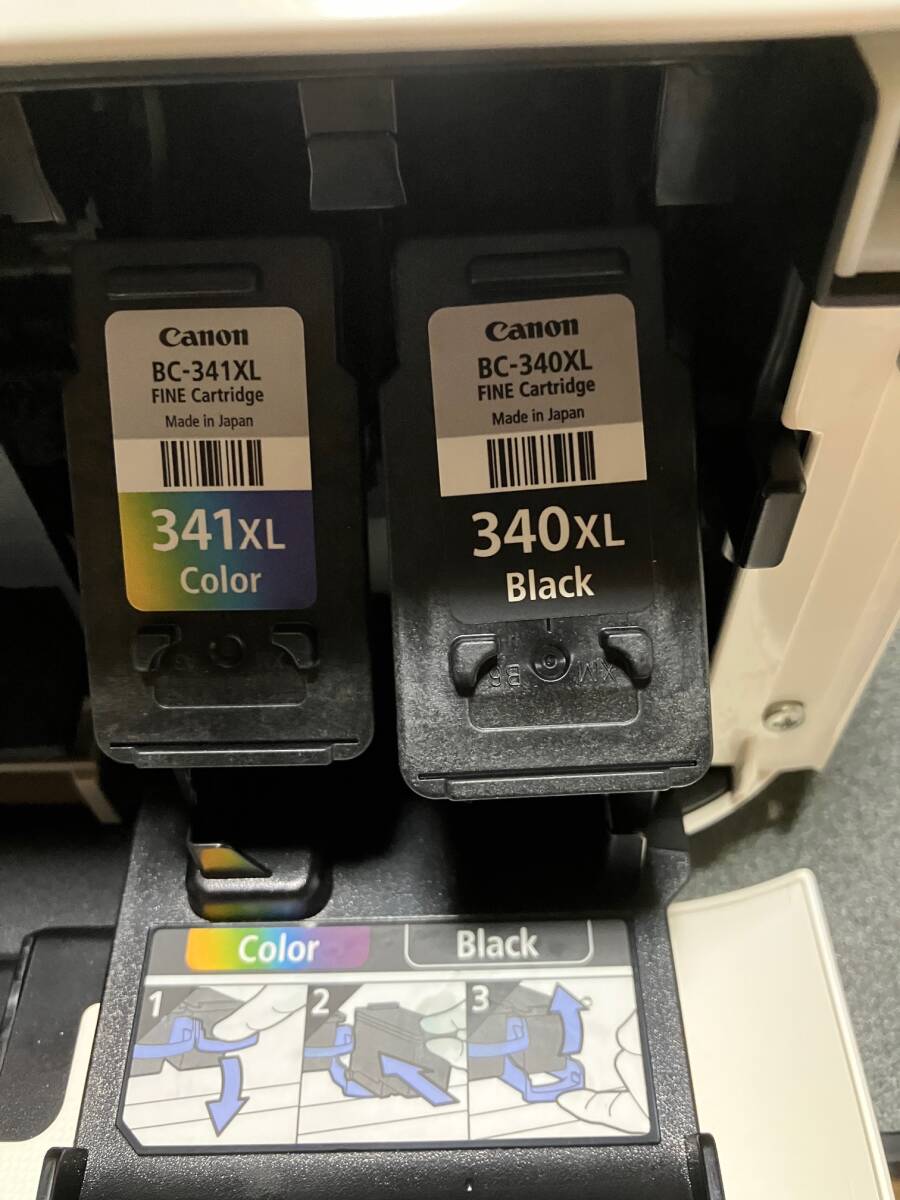 Canon
BC-341XL
FINE Cartridge
Made in Japan
341XL
Color
Canon
BC-340XL
FINE Cartridge
Made in Japan
340XL
Black
Color
Black
1
2
3